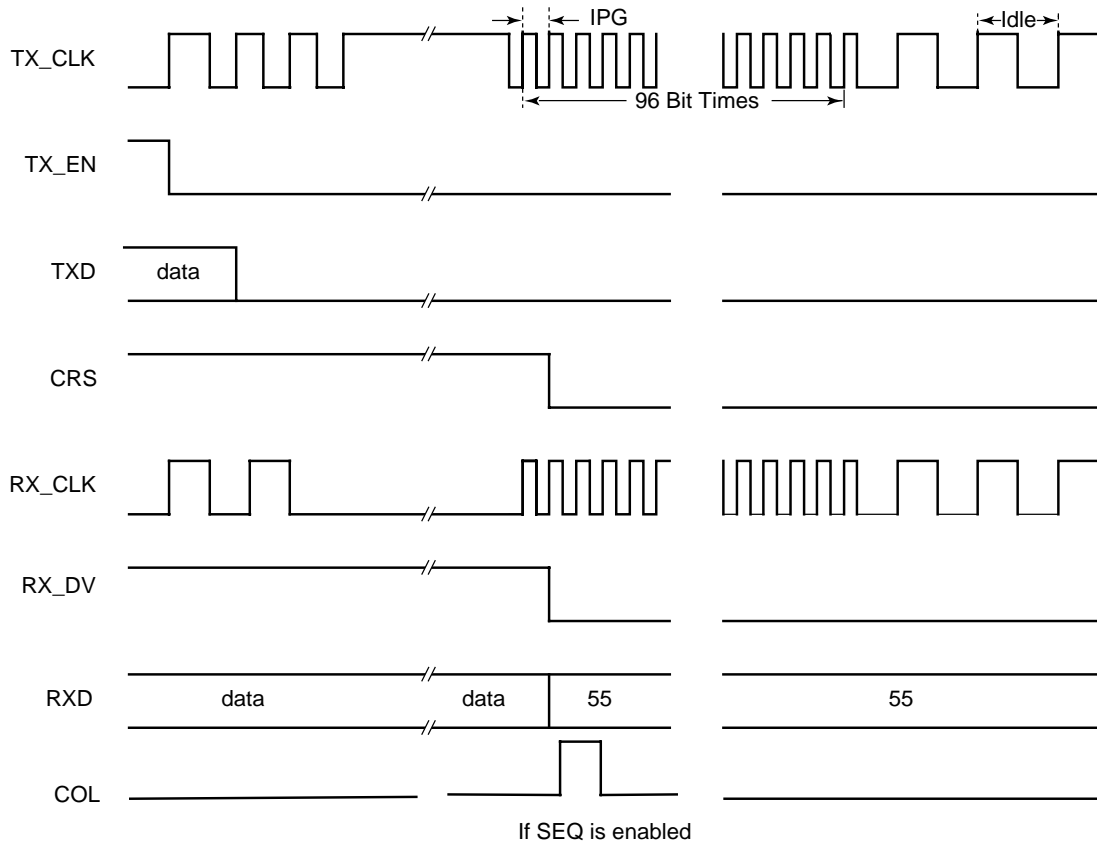 IPG
Idle
TX_CLK
96 Bit Times
TX_EN
TXD
data
CRS
RX_CLK
RX_DV
RXD
data
data
55
55
COL
If SEQ is enabled